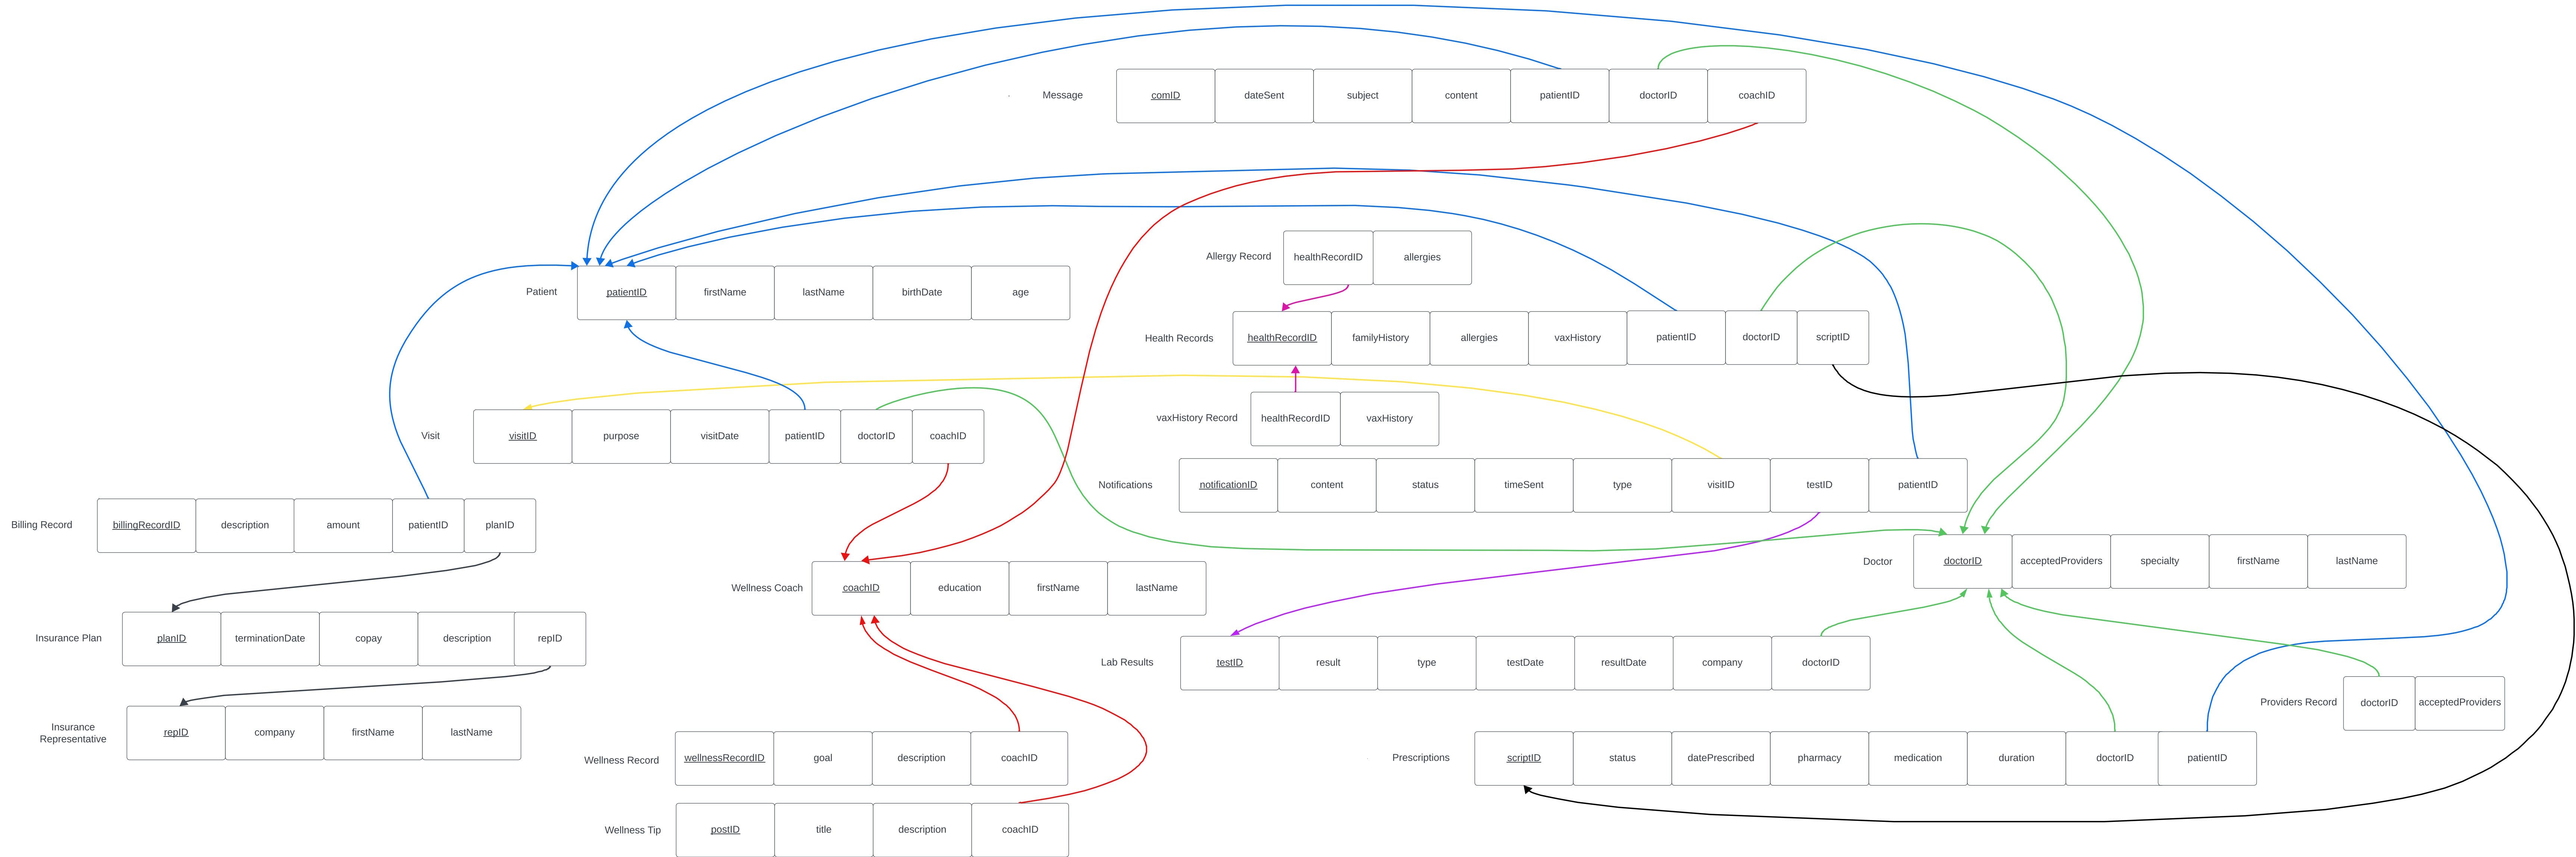 Message comID dateSent subject content patientID doctorID coachID
Allergy Record healthRecordID allergies
Patient patientID firstName lastName birthDate age
Health Records healthRecordID familyHistory allergies vaxHistory patientID doctorID scriptID
vaxHistory Record healthRecordID vaxHistory
Visit visitID purpose visitDate patientID doctorID coachID
Notifications notificationID content status timeSent type visitID testID patientID
Billing Record billingRecordID description amount patientID planID
Doctor doctorID acceptedProviders specialty firstName lastName
Wellness Coach coachID education firstName lastName
Insurance Plan planID terminationDate copay description repID
Lab Results testID result type testDate resultDate company doctorID
Providers Record doctorID acceptedProviders
Insurance
Representative
repID company firstName lastName
Wellness Record wellnessRecordID goal description coachID
Prescriptions scriptID status datePrescribed pharmacy medication duration doctorID patientID
Wellness Tip postID title description coachID